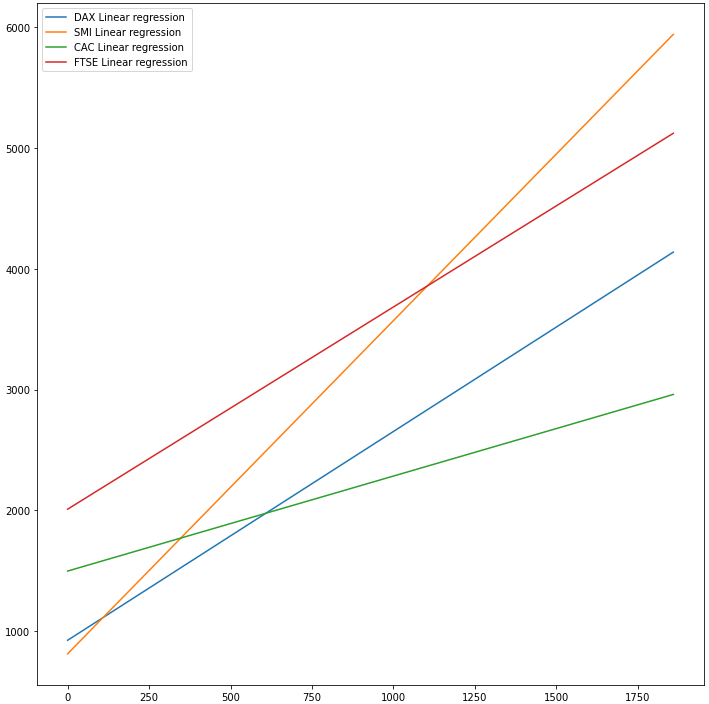 DAX Linear regression
SMI Linear regression
CAC Linear regression
FTSE Linear regression
6000
5000
4000
3000
2000
1000
0 250 500 750 1000 1250 1500 1750